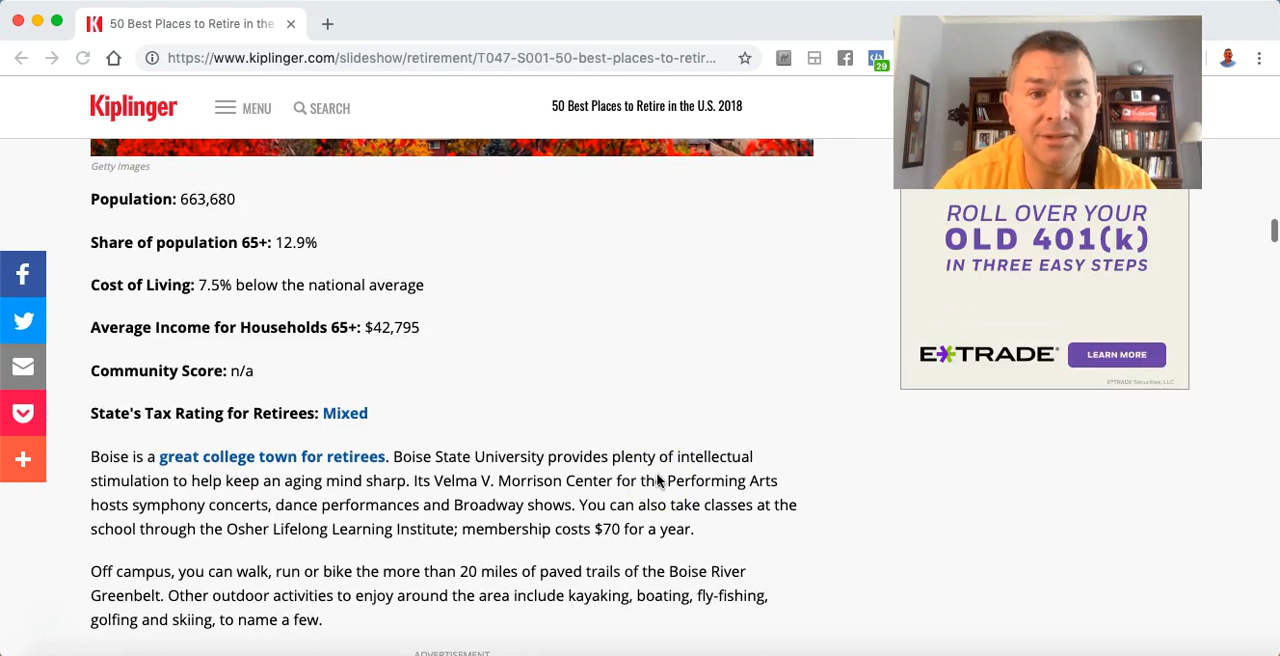 50 Best Places to Retire in the
https://www.kiplinger.com/slideshow/retirement/T047-S001-50-best-places-to-retir...
29
Kiplinger
MENU
SEARCH
50 Best Places to Retire in the U.S. 2018
Getty Images
Population: 663,680
Share of population 65+: 12.9%
Cost of Living: 7.5% below the national average
Average Income for Households 65+: $42,795
Community Score: n/a
State's Tax Rating for Retirees: Mixed
Boise is a great college town for retirees. Boise State University provides plenty of intellectual
stimulation to help keep an aging mind sharp. Its Velma V. Morrison Center for the Performing Arts
hosts symphony concerts, dance performances and Broadway shows. You can also take classes at the
school through the Osher Lifelong Learning Institute; membership costs $70 for a year.
Off campus, you can walk, run or bike the more than 20 miles of paved trails of the Boise River
Greenbelt. Other outdoor activities to enjoy around the area include kayaking, boating, fly-fishing,
golfing and skiing, to name a few.
ADVERTISEMENT
ROLL OVER YOUR
OLD 401(k)
IN THREE EASY STEPS
E*TRADE
LEARN MORE
E*TRADE Securities, LLC